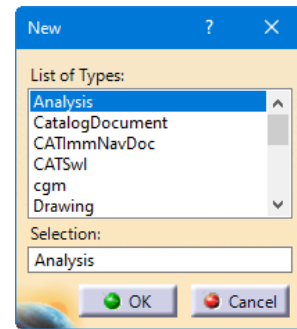 New ?
List of Types:
Analysis
CatalogDocument
CATImmNavDoc
CATSwl
cgm
Drawing
Selection:
Analysis
OK Cancel